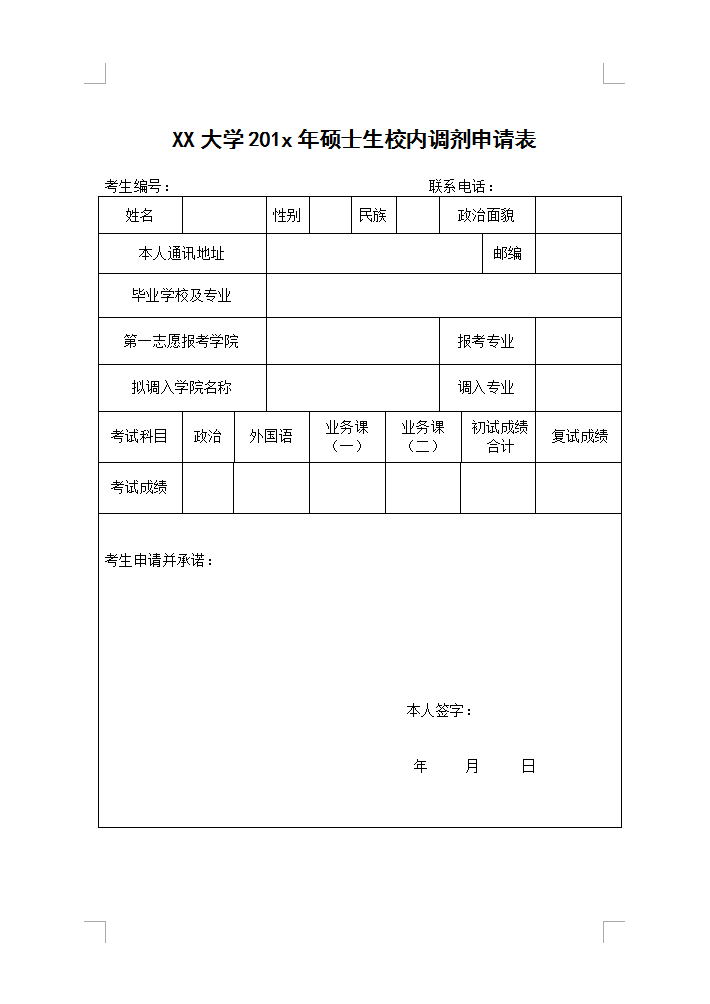 XX 大学 201x 年硕士生校内调剂申请表
考生编号： 联系电话：
姓名 性别 民族 政治面貌
本人通讯地址 邮编
毕业学校及专业
第一志愿报考学院 报考专业
拟调入学院名称 调入专业
考试科目 政治 外国语 业务课（一） 业务课（二） 初试成绩合计 复试成绩
考试成绩
考生申请并承诺：
本人签字：
年 月 日